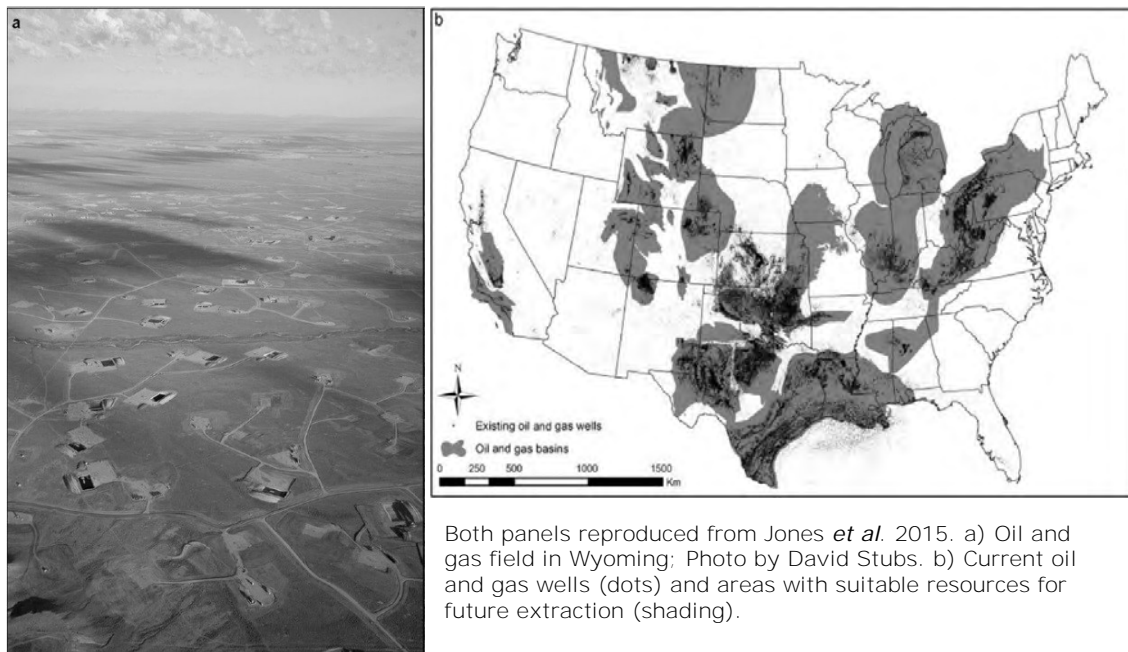 a
b
y.
N
Existing oil and gas wells
Oil and gas basins
0 250 500 1000 1500
Km
Both panels reproduced from Jones et al. 2015. a) Oil and
gas field in Wyoming; Photo by David Stubs. b) Current oil
and gas wells (dots) and areas with suitable resources for
future extraction (shading).